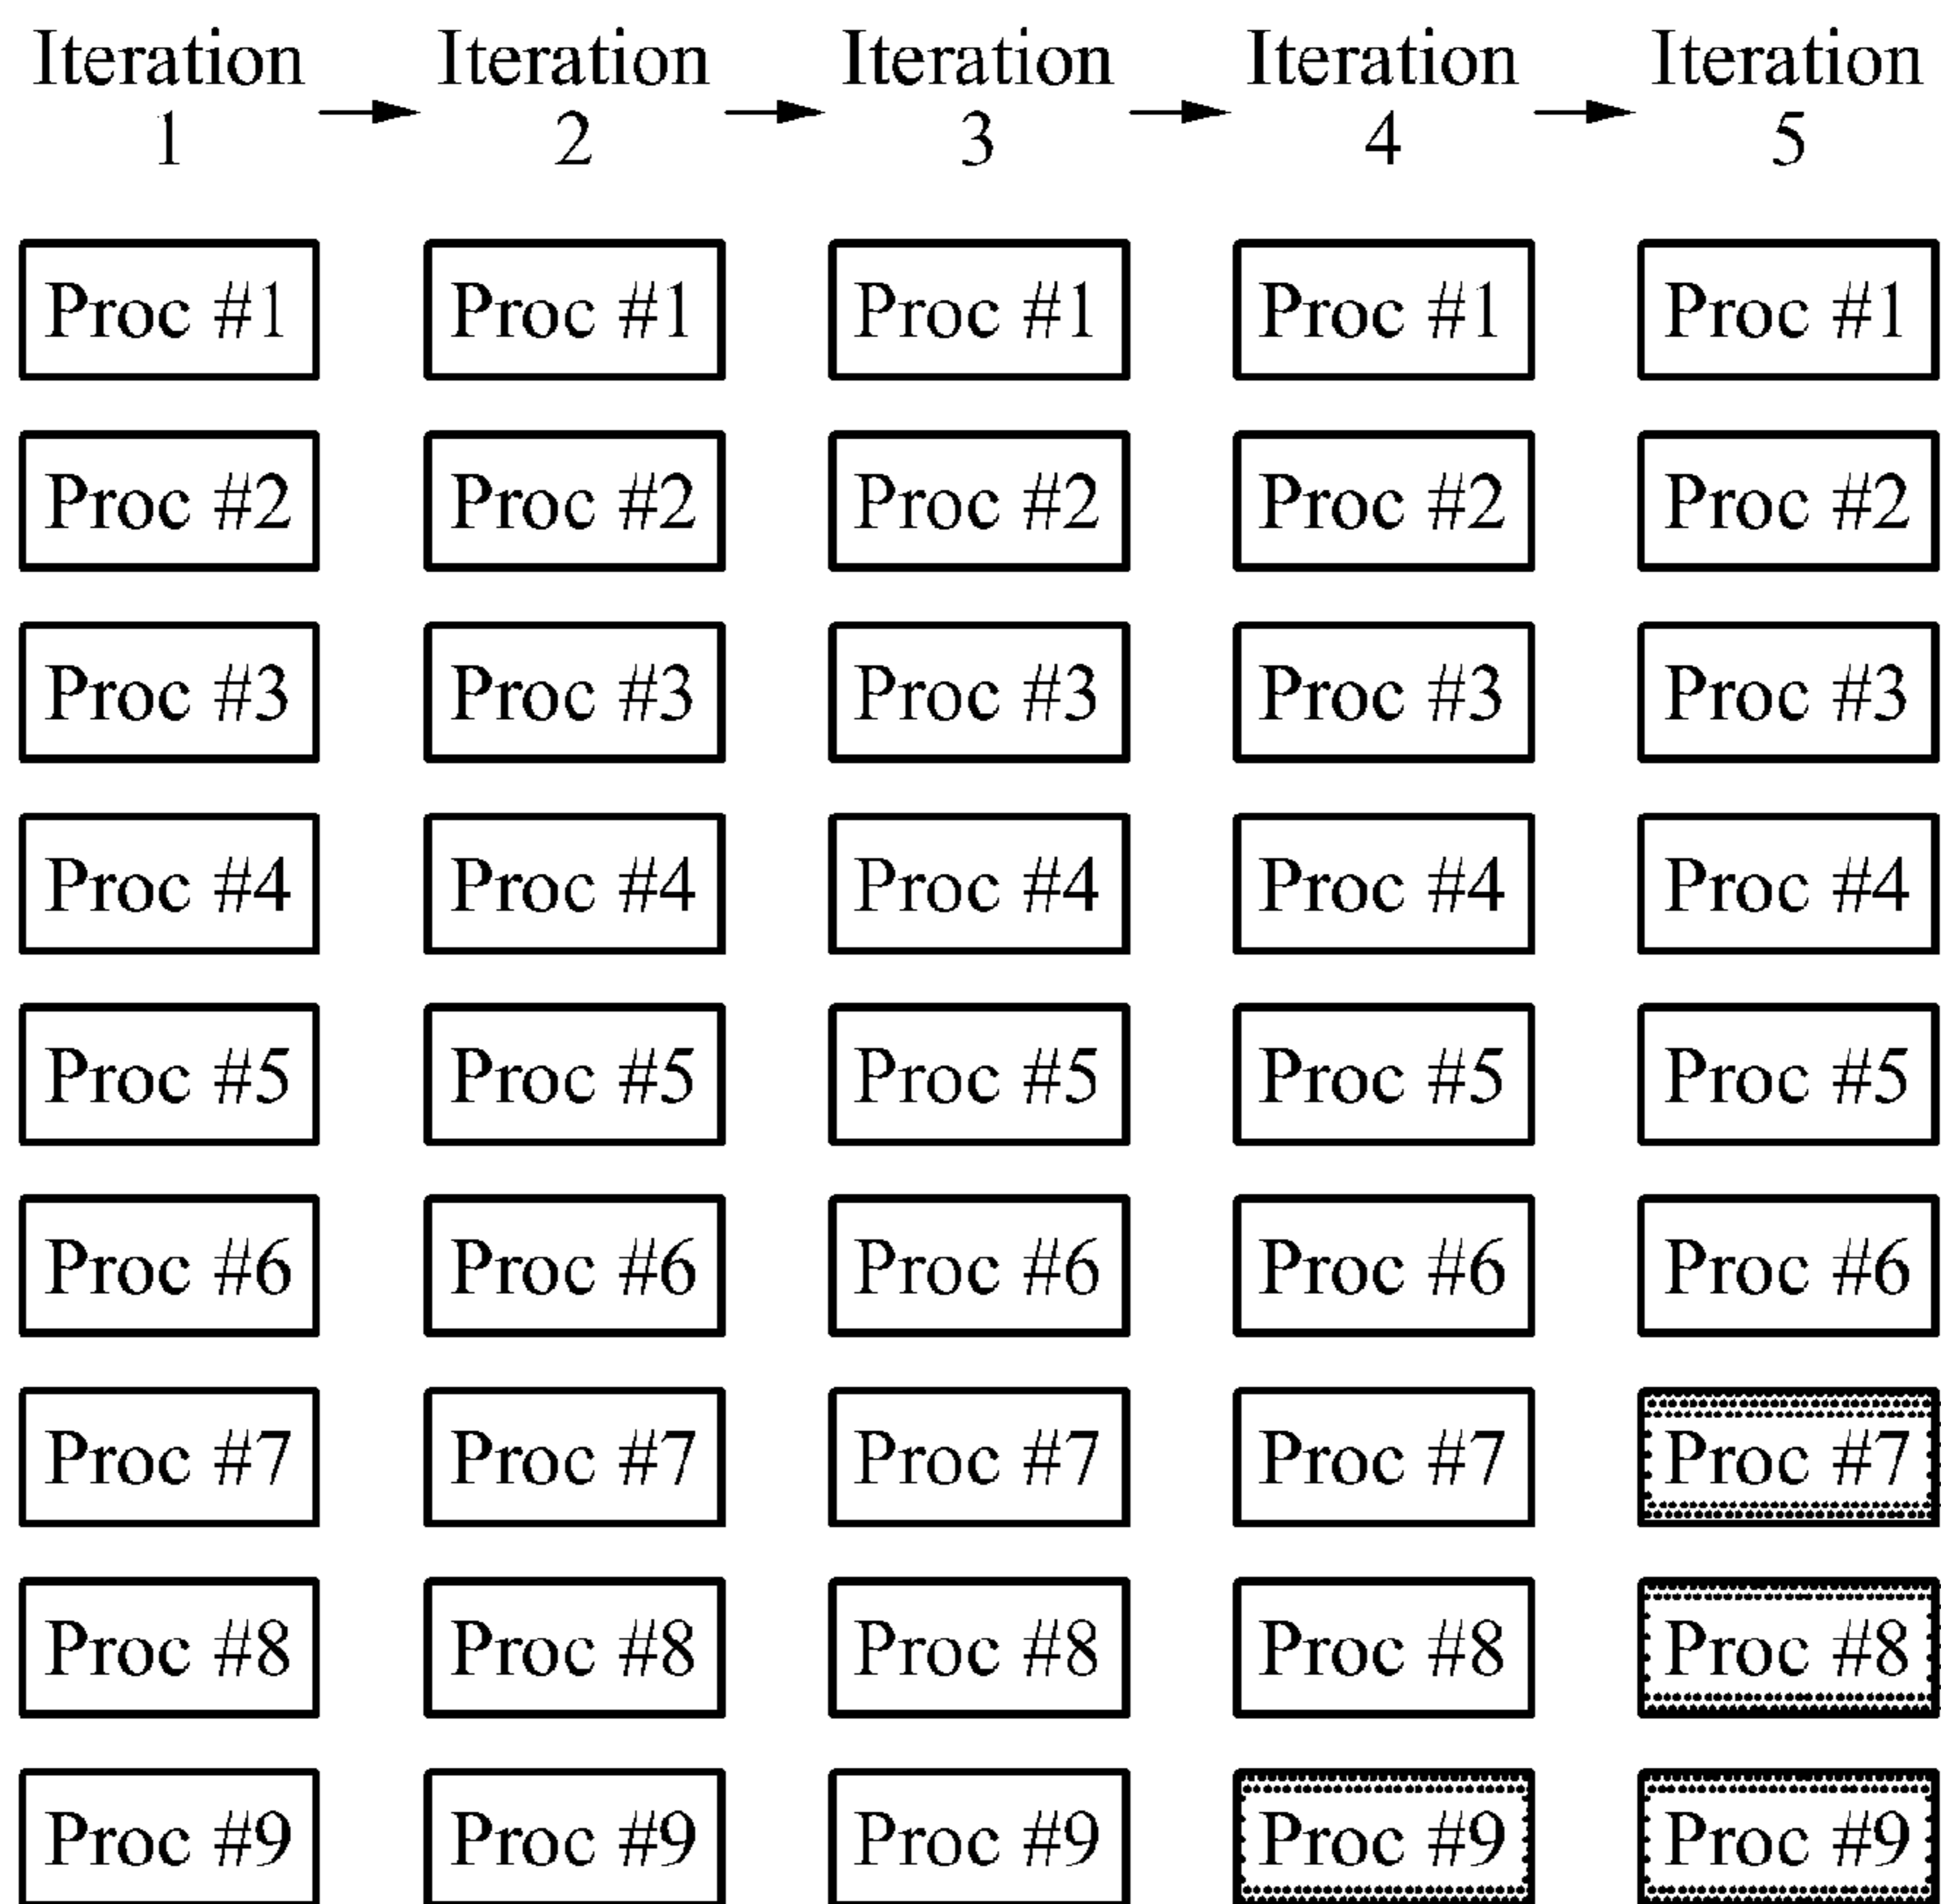 Iteration Iteration Iteration Iteration Iteration
1 2 3 4 5
Proc #1 Proc #1 Proc #1 Proc #1 Proc #1
Proc #2 Proc #2 Proc #2 Proc #2 Proc #2
Proc #3 Proc #3 Proc #3 Proc #3 Proc #3
Proc #4 Proc #4 Proc #4 Proc #4 Proc #4
Proc #5 Proc #5 Proc #5 Proc #5 Proc #5
Proc #6 Proc #6 Proc #6 Proc #6 Proc #6
Proc #7 Proc #7 Proc #7 Proc #7 Proc #7
Proc #8 Proc #8 Proc #8 Proc #8 Proc #8
Proc #9 Proc #9 Proc #9 Proc #9 Proc #9